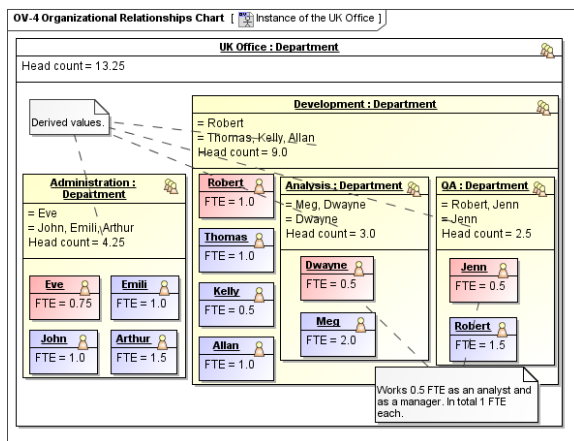 OV-4 Organizational Relationships Chart [ Instance of the UK Office ]
UK Office : Department
Head count = 13.25
Derived values.
Development : Department
= Robert
= Thomas, Kelly, Allan
Head count = 9.0
Administration :
Department
= Eve
= John, Emili, Arthur
Head count = 4.25
Eve
FTE = 0.75
Emili
FTE = 1.0
John
FTE = 1.0
Arthur
FTE = 1.5
Robert
FTE = 1.0
Thomas
FTE = 1.0
Kelly
FTE = 0.5
Allan
FTE = 1.0
Analysis : Department
= Meg, Dwayne
= Dwayne
Head count = 3.0
Dwayne
FTE = 0.5
Meg
FTE = 2.0
QA : Department
= Robert, Jenn
= Jenn
Head count = 2.5
Jenn
FTE = 0.5
Robert
FTE = 1.5
Works 0.5 FTE as an analyst and
as a manager. In total 1 FTE
each.